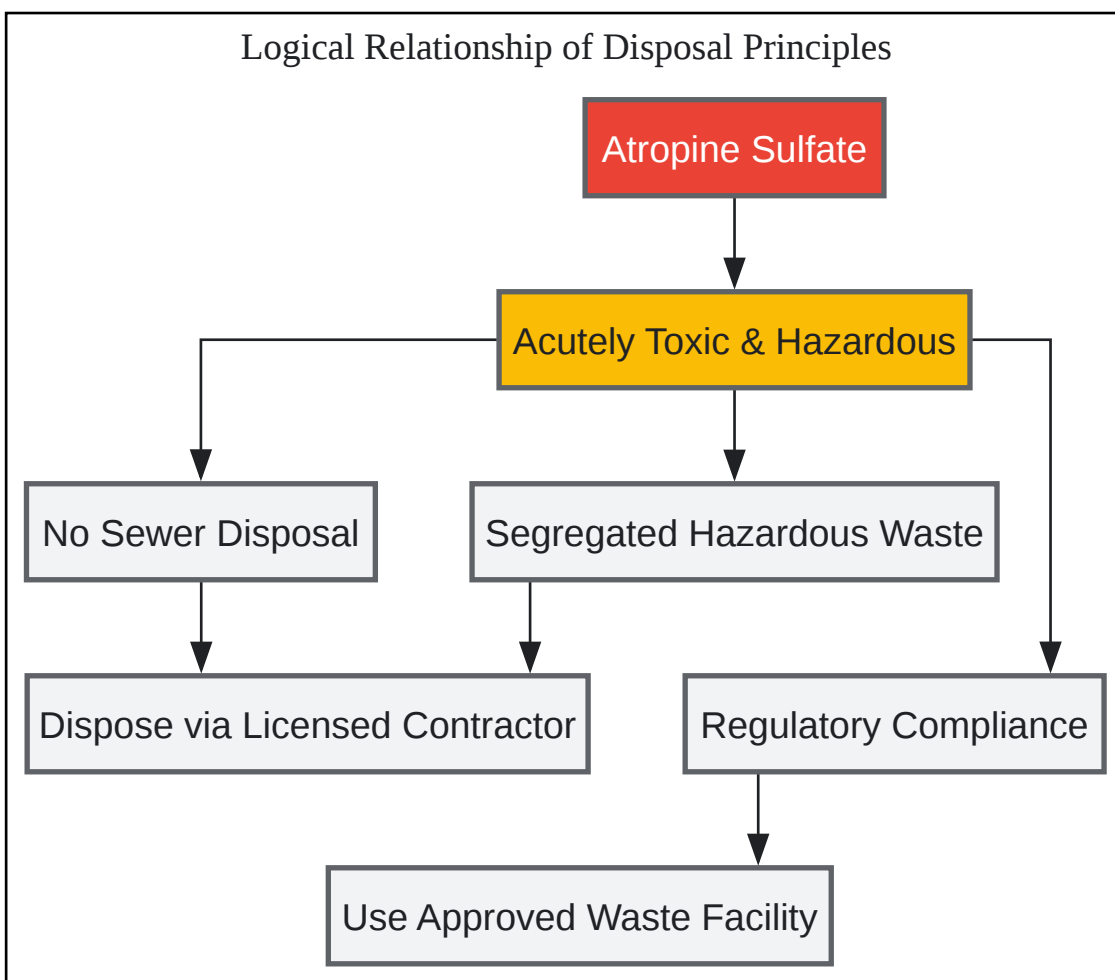 Logical Relationship of Disposal Principles
Atropine Sulfate
Acutely Toxic & Hazardous
No Sewer Disposal
Segregated Hazardous Waste
Dispose via Licensed Contractor
Regulatory Compliance
Use Approved Waste Facility